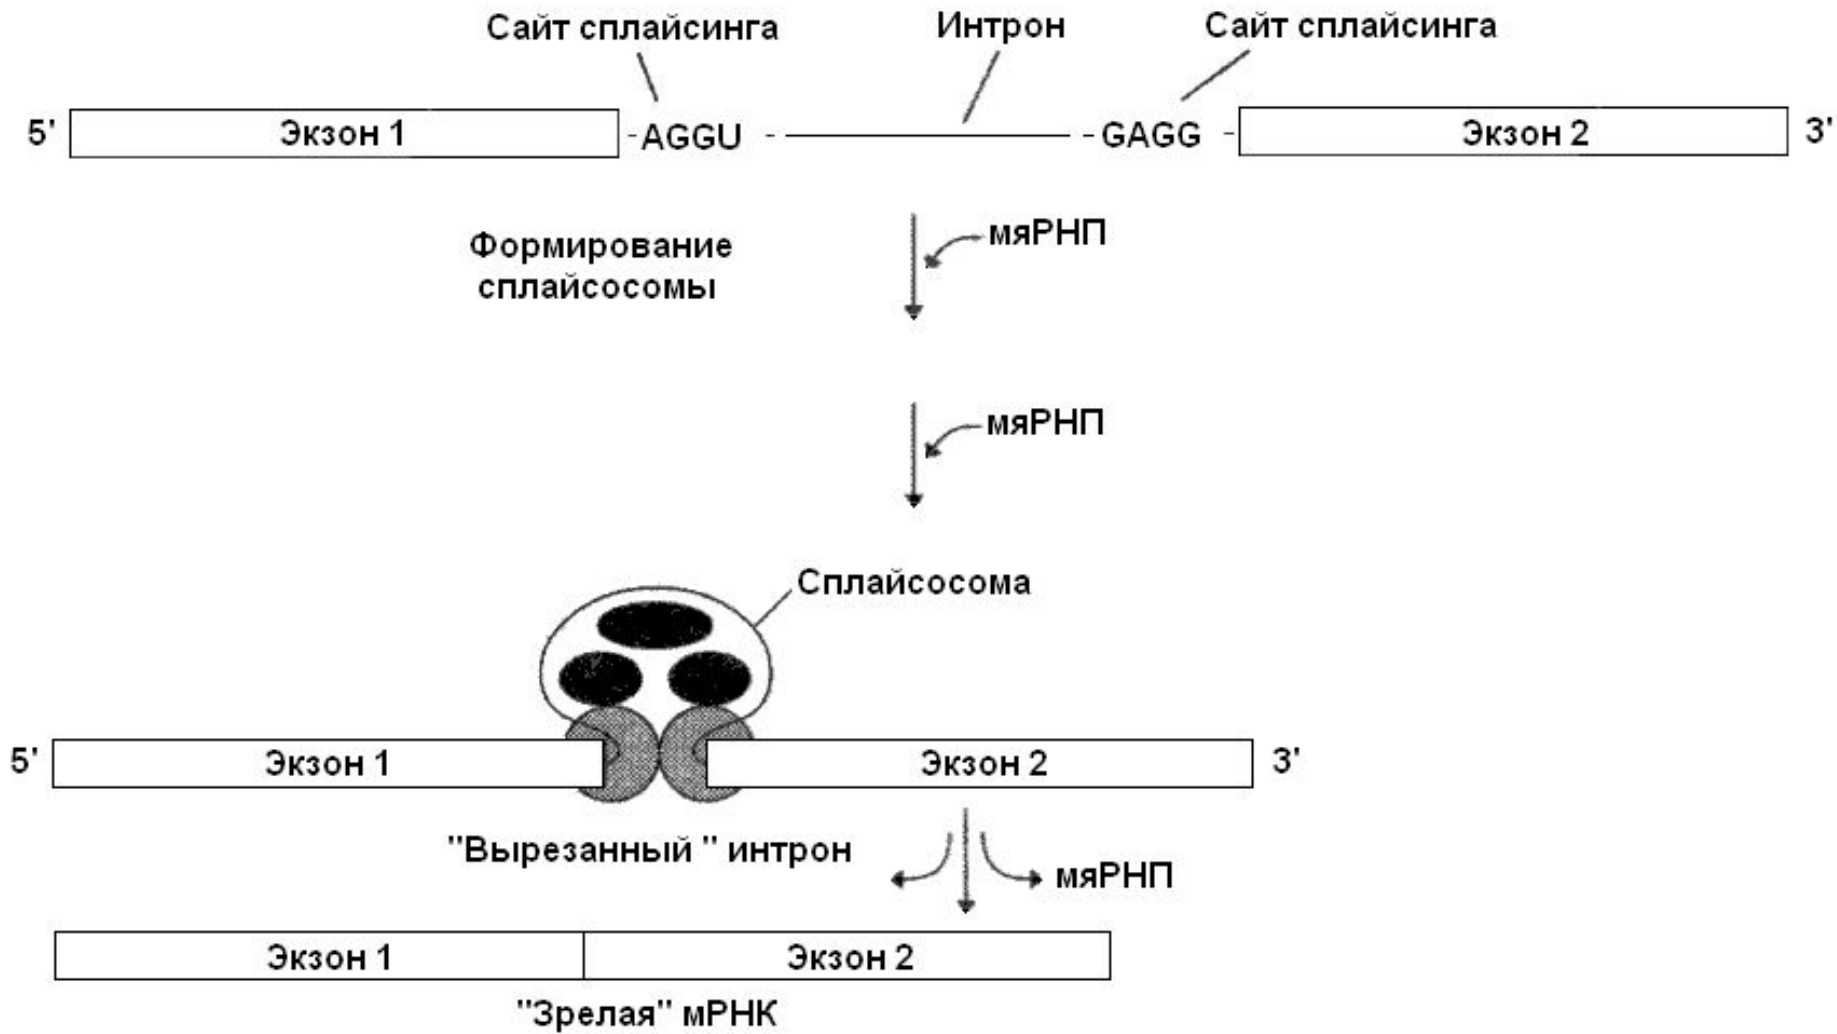 Сайт сплайсинга Интрон Сайт сплайсинга
5' Экзон 1 -AGGU - - GAGG - Экзон 2 3'
мяРНП
Формирование
сплайсосомы
мяРНП
Сплайсосома
5' Экзон 1 Экзон 2 3'
"Вырезанный " интрон
мяРНП
Экзон 1 Экзон 2
"Зрелая" мРНК